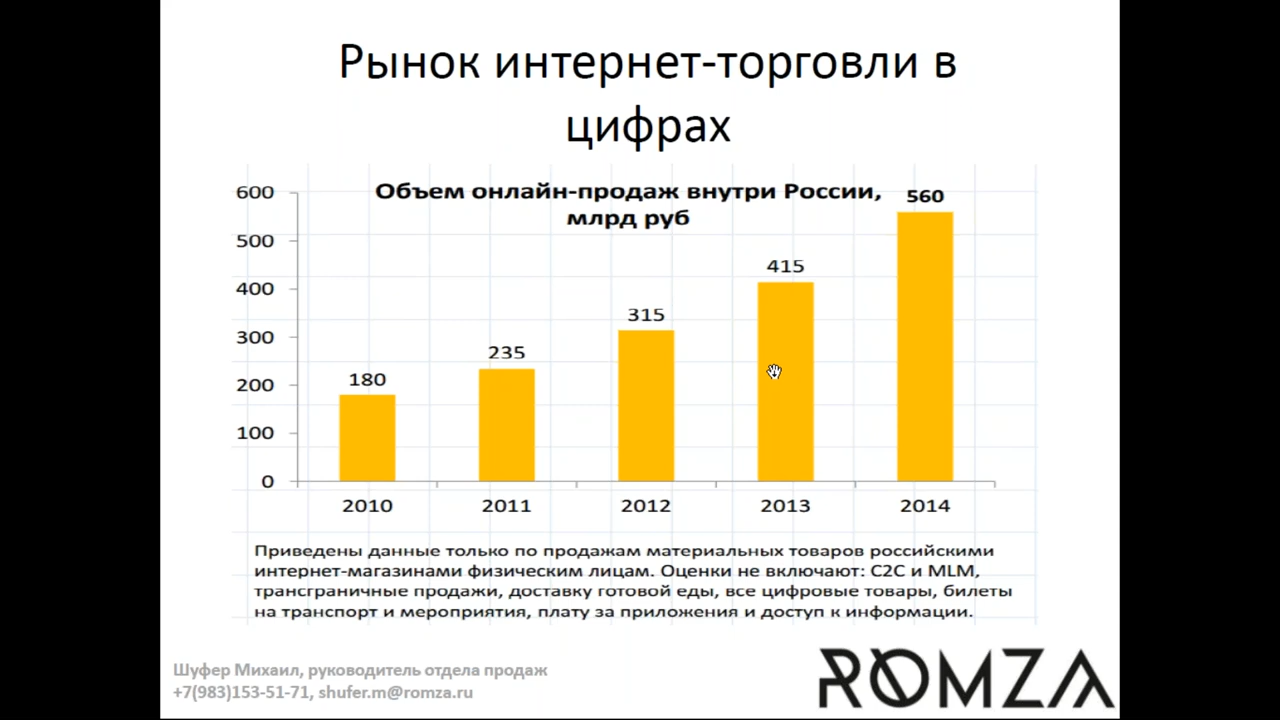 Рынок интернет-торговли в
цифрах
Объем онлайн-продаж внутри России,
млрд руб
600
500
400
300
200
100
0
180
235
315
415
560
2010
2011
2012
2013
2014
Приведены данные только по продажам материальных товаров российскими
интернет-магазинами физическим лицам. Оценки не включают: C2C и MLM,
трансграничные продажи, доставку готовой еды, все цифровые товары, билеты
на транспорт и мероприятия, плату за приложения и доступ к информации.
Шуфер Михаил, руководитель отдела продаж
+7(983)153-51-71, shufer.m@romza.ru
ROMZA